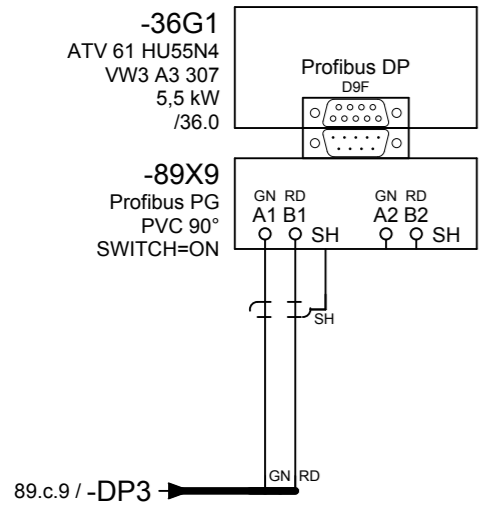 -36G1
ATV 61 HU55N4
VW3 A3 307
5,5 kW
/36.0
Profibus DP
D9F
-89X9
Profibus PG
PVC 90°
SWITCH=ON
GN RD GN RD
A1 B1 A2 B2
SH SH
SH
GN RD
89.c.9 / -DP3